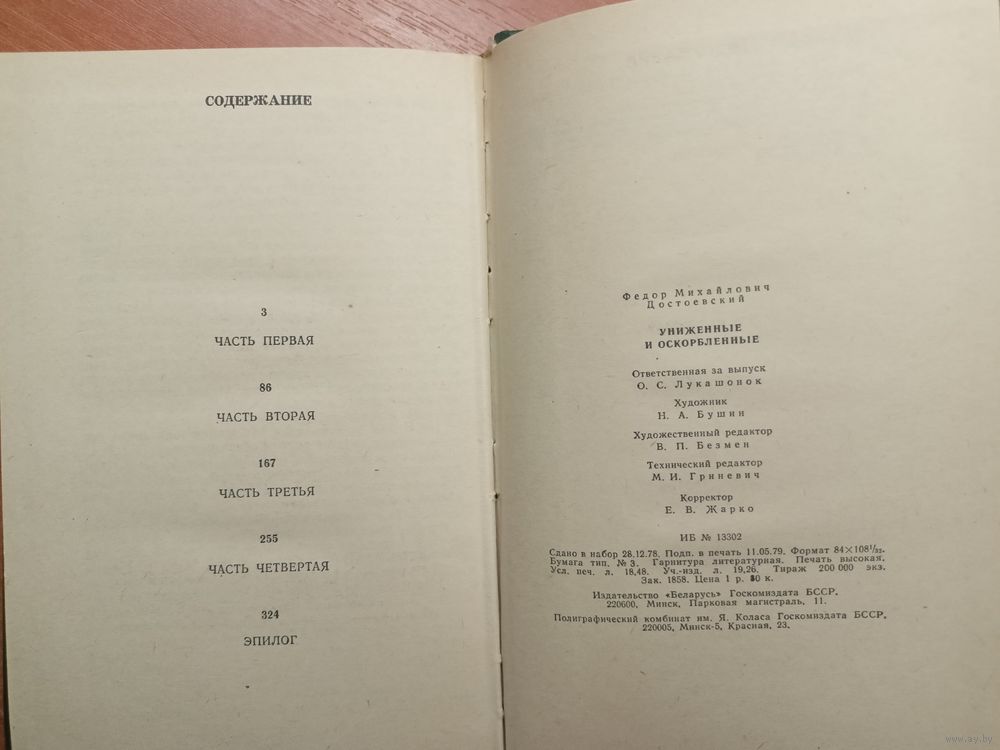 СОДЕРЖАНИЕ
3
ЧАСТЬ ПЕРВАЯ
86
ЧАСТЬ ВТОРАЯ
167
ЧАСТЬ ТРЕТЬЯ
255
ЧАСТЬ ЧЕТВЕРТАЯ
324
ЭПИЛОГ
Федор Михайлович
Достоевский
УНИЖЕННЫЕ
И ОСКОРБЛЕННЫЕ
Ответственная за выпуск
О. С. Лукашонок
Художник
Н. А. Бушин
Художественный редактор
В. П. Безмен
Технический редактор
М. И. Гриневич
Корректор
Е. В. Жарко
ИБ № 13302
Сдано в набор 28.12.78. Подп. в печать 11.05.79. Формат 84×108¹/₃₂.
Бумага тип. № 3. Гарнитура литературная. Печать высокая.
Усл. печ. л. 18,48. Уч.-изд. л. 19,26. Тираж 200 000 экз.
Зак. 1858. Цена 1 р. к.
Издательство «Беларусь» Госкомиздата БССР.
220600, Минск, Парковая магистраль, 11.
Полиграфический комбинат им. Я. Коласа Госкомиздата БССР.
220005, Минск-5, Красная, 23.
www.ay.by